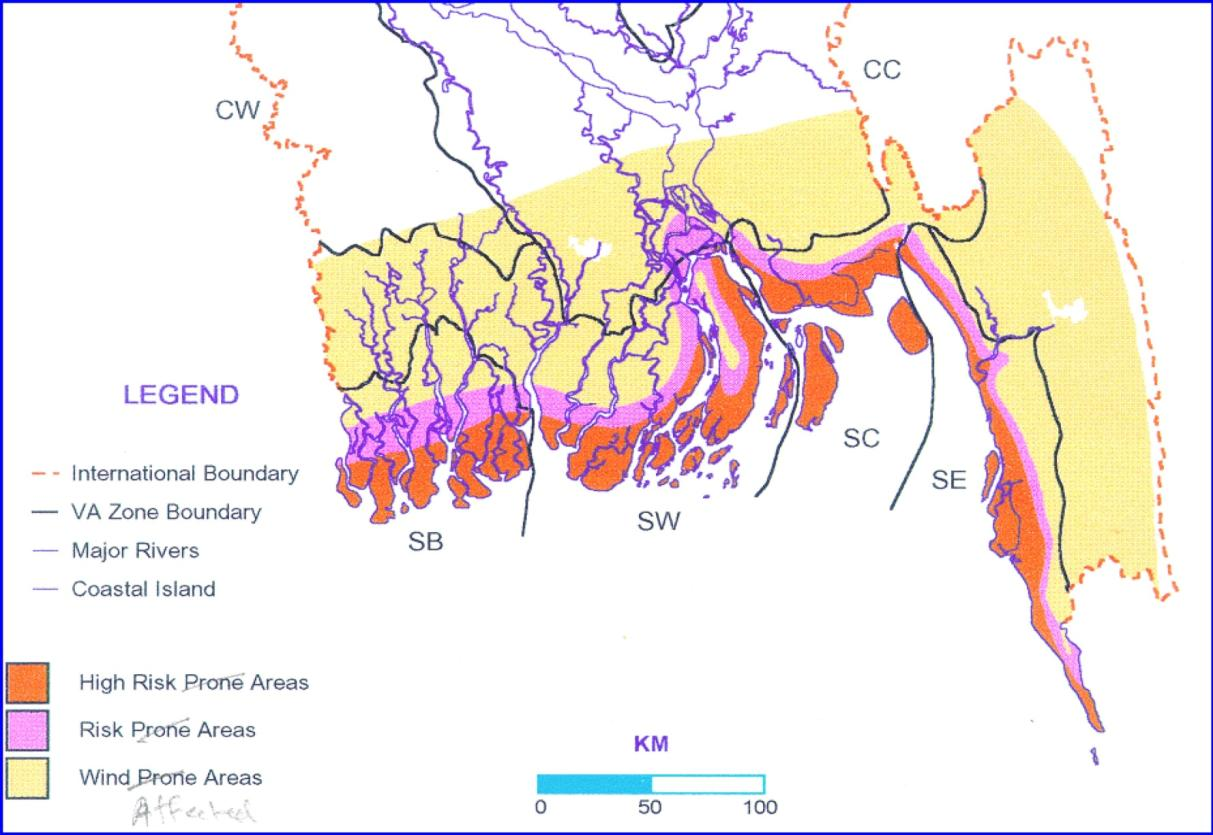 CC
CW
LEGEND
SC
International Boundary
SE
VA Zone Boundary
SW
SB
Major Rivers
Coastal Island
High Risk Prone Areas
Risk Prone Areas
KM
Wind Prone Areas
Affected
0 50 100